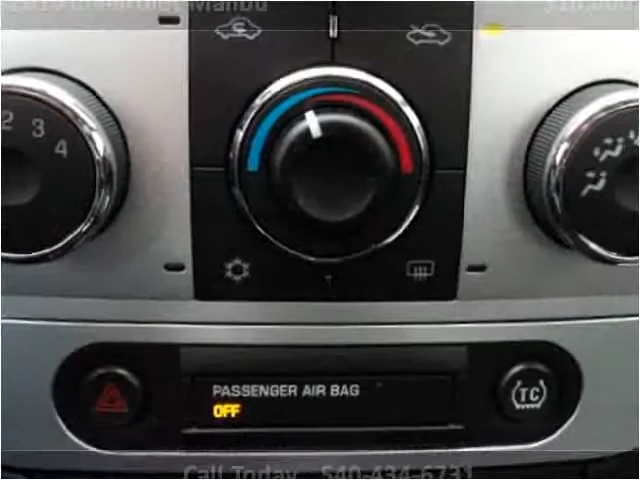 2 3 4
PASSENGER AIR BAG
OFF
TC
Call Today 540-434-6731